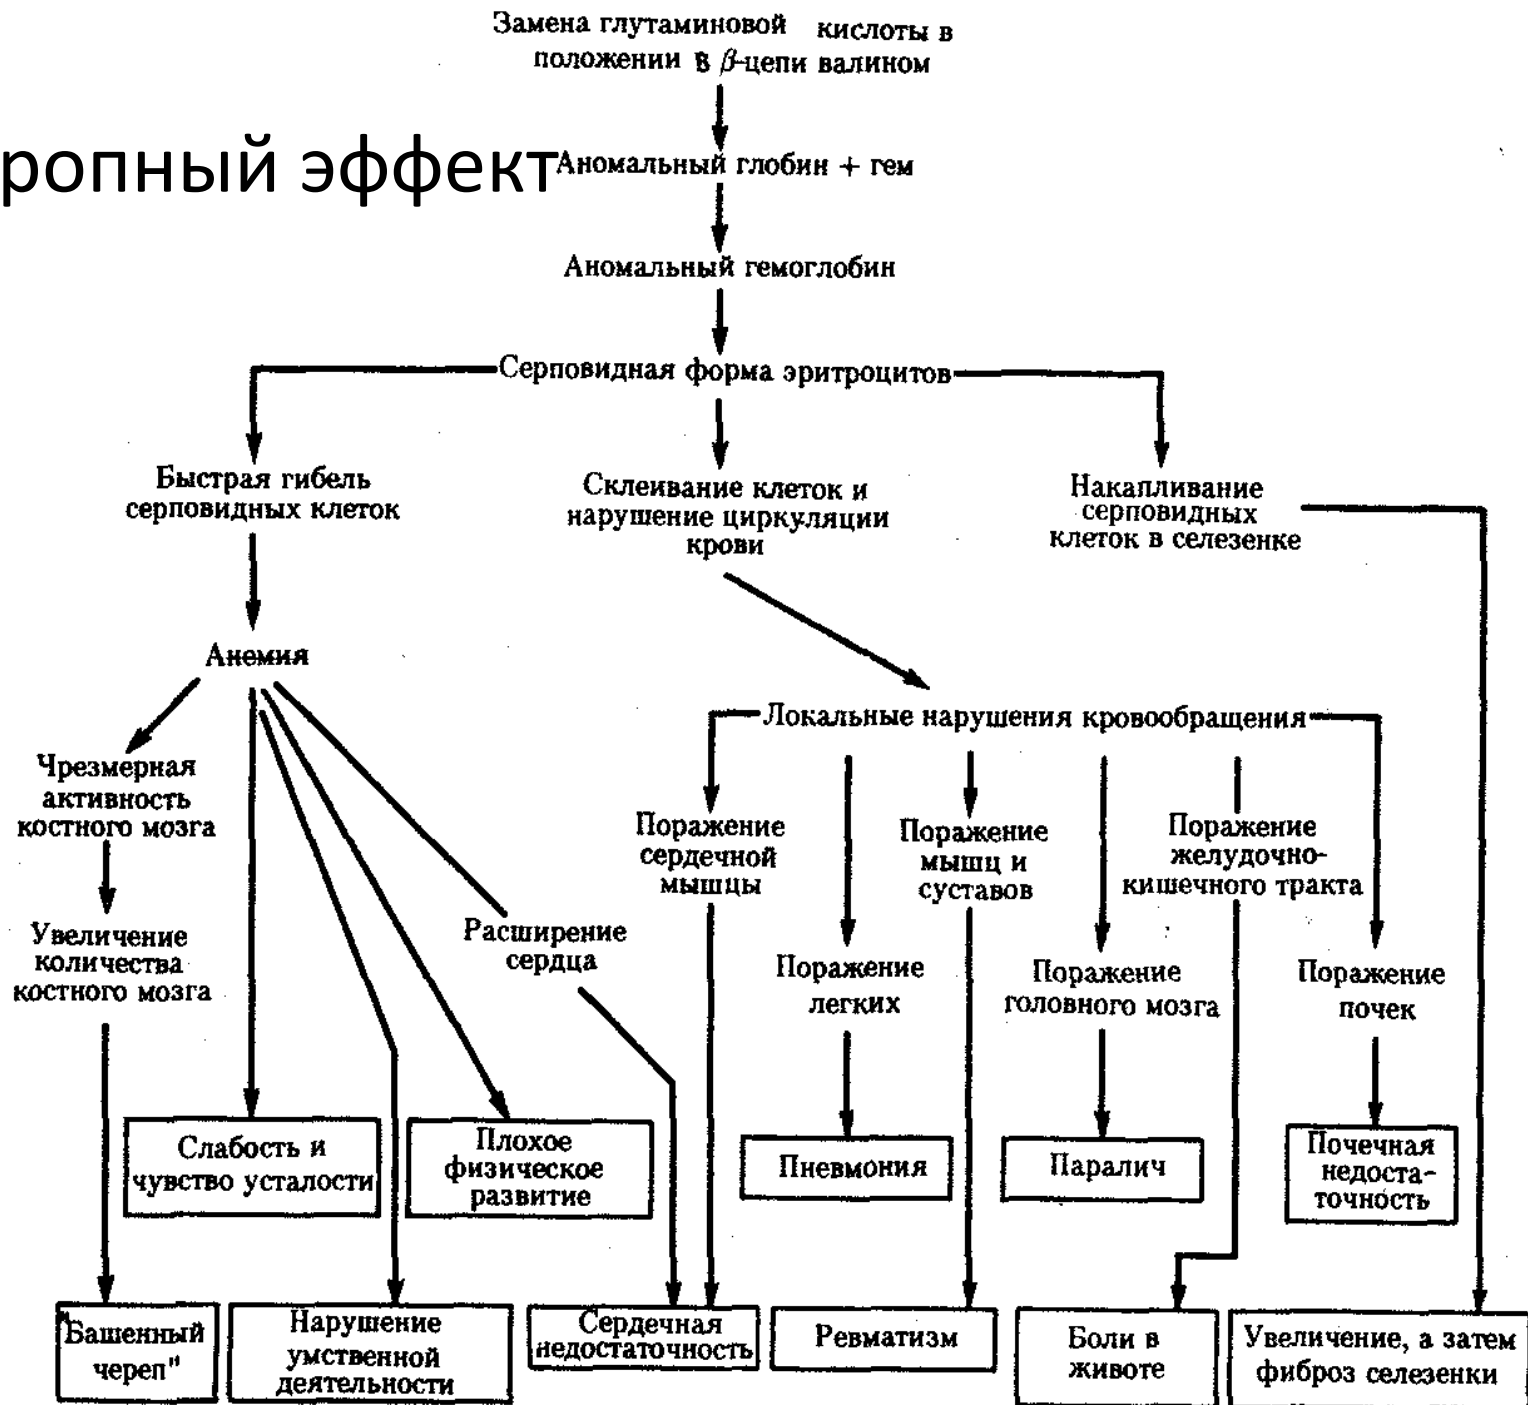 Замена глутаминовой кислоты в
положении в β-цепи валином
ропный эффект
Аномальный глобин + гем
Аномальный гемоглобин
Серповидная форма эритроцитов
Быстрая гибель
серповидных клеток
Склеивание клеток и
нарушение циркуляции
крови
Накапливание
серповидных
клеток в селезенке
Анемия
Локальные нарушения кровообращения
Чрезмерная
активность
костного мозга
Поражение
сердечной
мышцы
Поражение
мышц и
суставов
Поражение
желудочно-
кишечного тракта
Увеличение
количества
костного мозга
Расширение
сердца
Поражение
легких
Поражение
головного мозга
Поражение
почек
Слабость и
чувство усталости
Плохое
физическое
развитие
Пневмония
Паралич
Почечная
недоста-
точность
"Башенный
череп"
Нарушение
умственной
деятельности
Сердечная
недостаточность
Ревматизм
Боли в
животе
Увеличение, а затем
фиброз селезенки